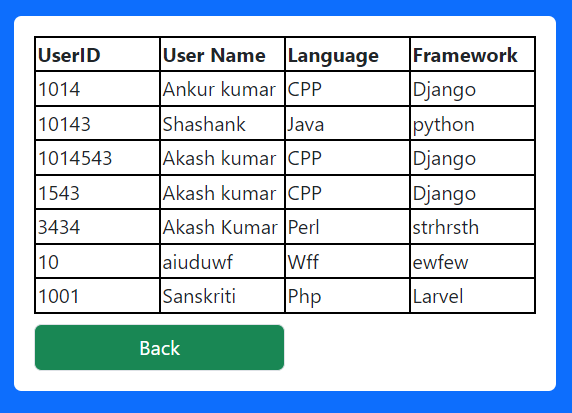 UserID User Name Language Framework
1014 Ankur kumar CPP Django
10143 Shashank Java python
1014543 Akash kumar CPP Django
1543 Akash kumar CPP Django
3434 Akash Kumar Perl strhrsth
10 aiuduwf Wff ewfew
1001 Sanskriti Php Larvel
Back